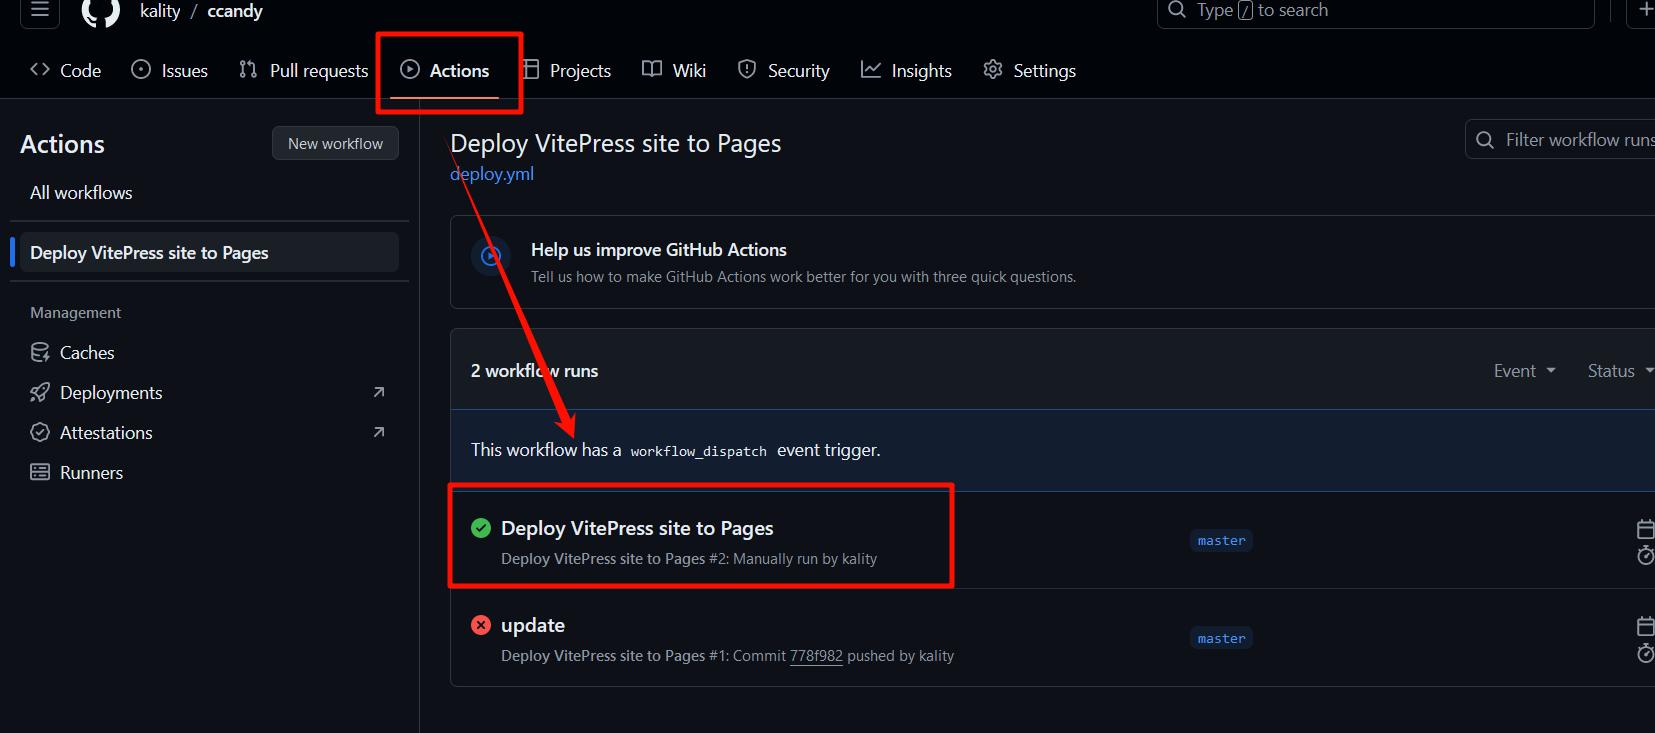 kality / ccandy
Type / to search
Code Issues Pull requests Actions Projects Wiki Security Insights Settings
Actions
New workflow
All workflows
Deploy VitePress site to Pages
Management
Caches
Deployments
Attestations
Runners
Deploy VitePress site to Pages
deploy.yml
Filter workflow runs
Help us improve GitHub Actions
Tell us how to make GitHub Actions work better for you with three quick questions.
2 workflow runs
Event Status
This workflow has a workflow_dispatch event trigger.
Deploy VitePress site to Pages
master
Deploy VitePress site to Pages #2: Manually run by kality
update
master
Deploy VitePress site to Pages #1: Commit 778f982 pushed by kality